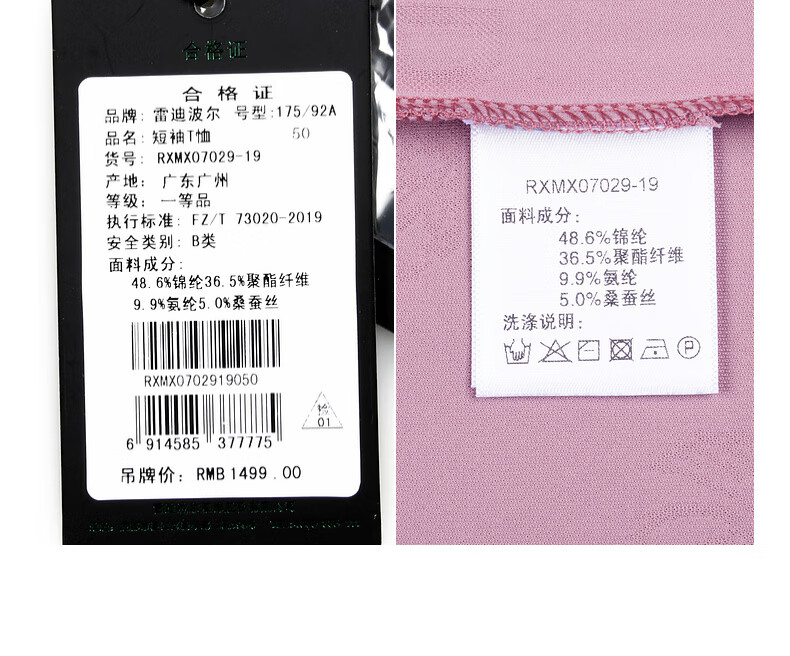 合格证
合格证
品牌: 雷迪波尔 号型:175/92A
品名: 短袖T恤 50
货号: RXMX07029-19
产地: 广东广州
等级: 一等品
执行标准: FZ/T 73020-2019
安全类别: B类
面料成分:
48.6%锦纶36.5%聚酯纤维
9.9%氨纶5.0%桑蚕丝
RXMX0702919050
6 914585 377775
检
01
吊牌价: RMB 1499.00
RXMX07029-19
面料成分:
48.6%锦纶
36.5%聚酯纤维
9.9%氨纶
5.0%桑蚕丝
洗涤说明:
P